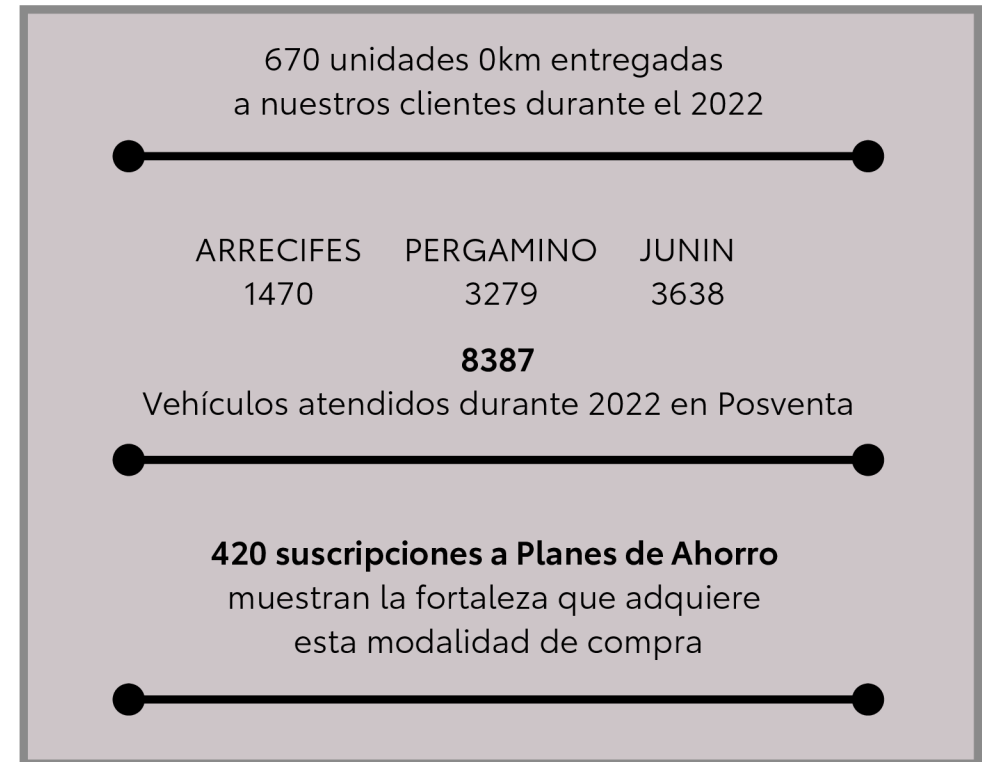 670 unidades 0km entregadas
a nuestros clientes durante el 2022
ARRECIFES PERGAMINO JUNIN
1470 3279 3638
8387
Vehículos atendidos durante 2022 en Posventa
420 suscripciones a Planes de Ahorro
muestran la fortaleza que adquiere
esta modalidad de compra